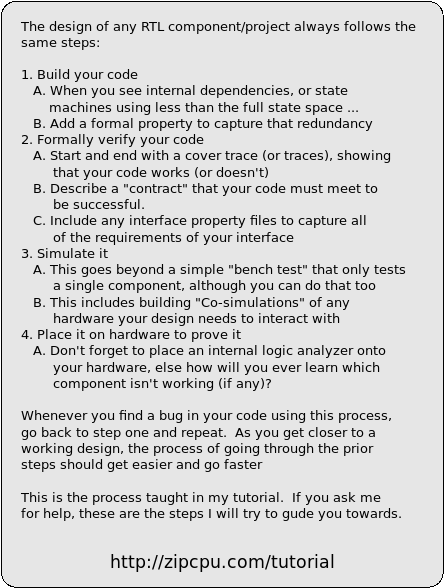 The design of any RTL component/project always follows the
same steps:
1. Build your code
A. When you see internal dependencies, or state
machines using less than the full state space ...
B. Add a formal property to capture that redundancy
2. Formally verify your code
A. Start and end with a cover trace (or traces), showing
that your code works (or doesn't)
B. Describe a "contract" that your code must meet to
be successful.
C. Include any interface property files to capture all
of the requirements of your interface
3. Simulate it
A. This goes beyond a simple "bench test" that only tests
a single component, although you can do that too
B. This includes building "Co-simulations" of any
hardware your design needs to interact with
4. Place it on hardware to prove it
A. Don't forget to place an internal logic analyzer onto
your hardware, else how will you ever learn which
component isn't working (if any)?
Whenever you find a bug in your code using this process,
go back to step one and repeat.  As you get closer to a
working design, the process of going through the prior
steps should get easier and go faster
This is the process taught in my tutorial.  If you ask me
for help, these are the steps I will try to gude you towards.
http://zipcpu.com/tutorial